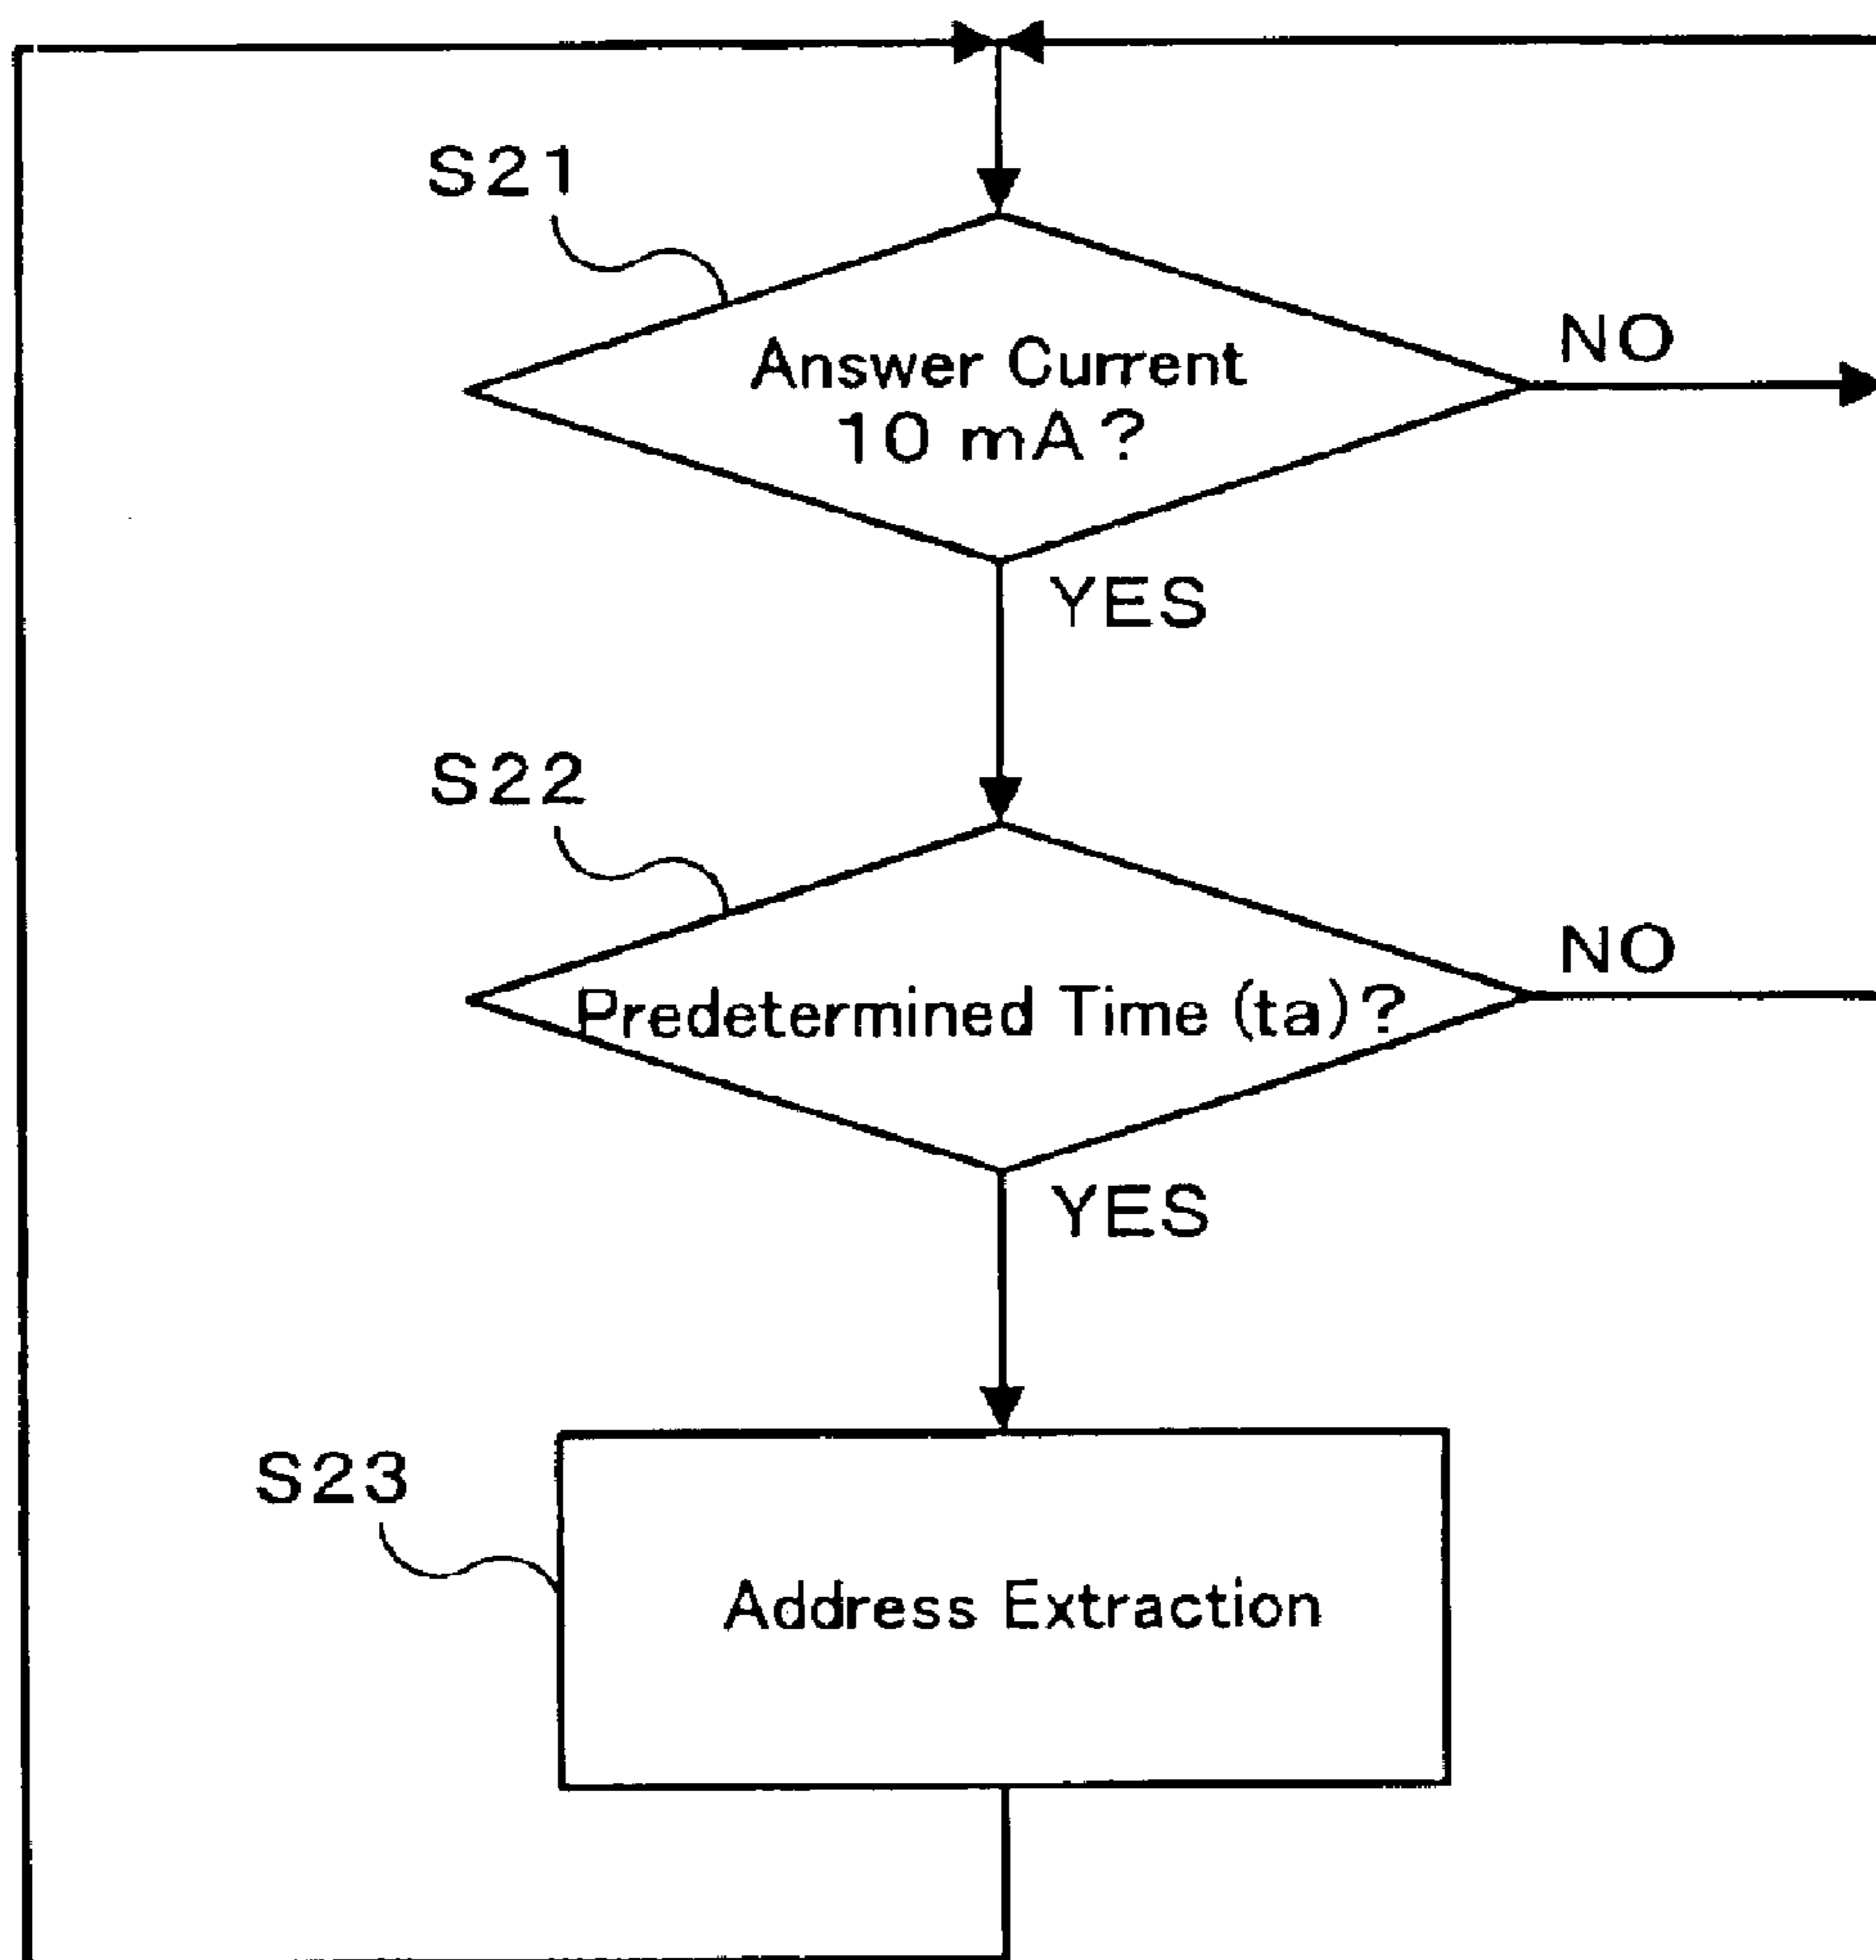 S21
Answer Current
10 mA?
NO
YES
S22
Predetermined Time (ta)?
NO
YES
S23
Address Extraction